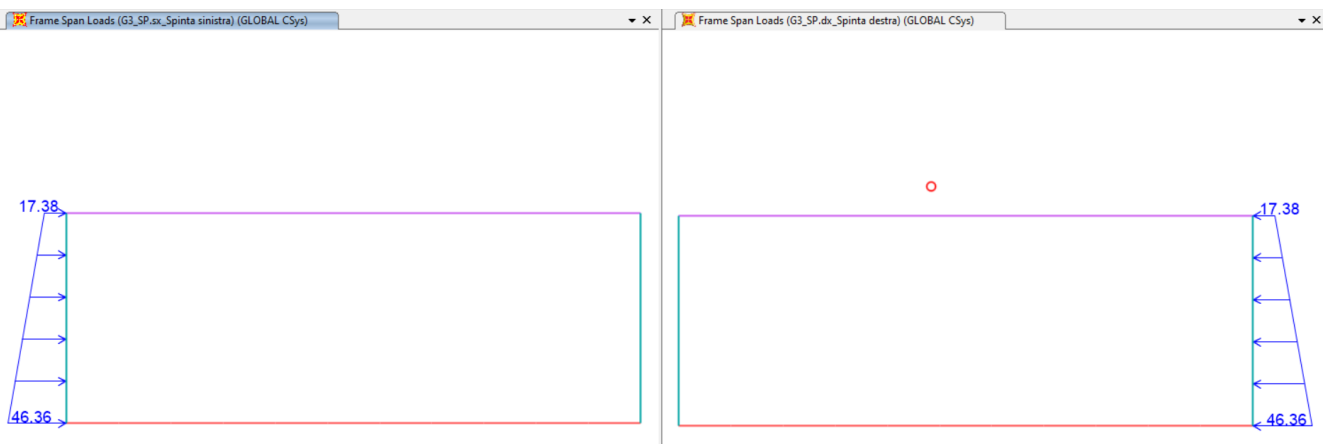 Frame Span Loads (G3_SP.sx_Spinta sinistra) (GLOBAL CSys)
Frame Span Loads (G3_SP.dx_Spinta destra) (GLOBAL CSys)
17.38
17.38
46.36
46.36